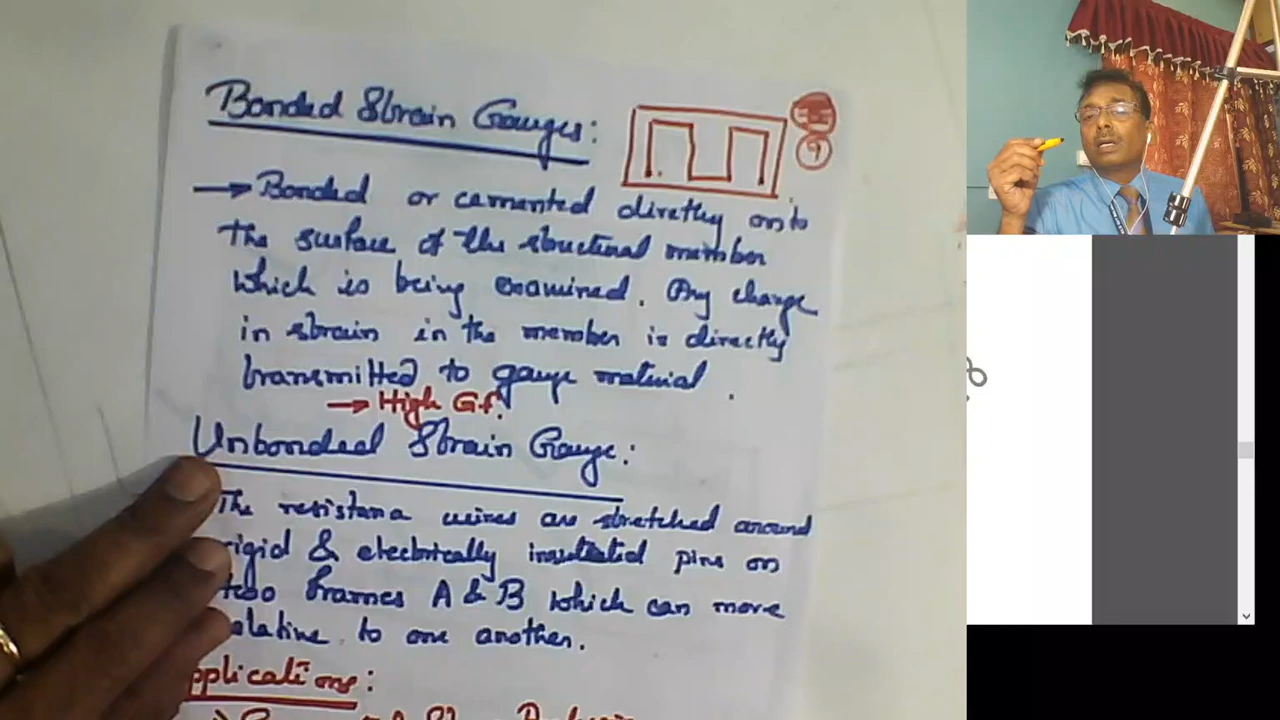 Bonded Strain Gauges:
9
→ Bonded or cemented directly onto
the surface of the structural member
which is being examined. Any change
in strain in the member is directly
transmitted to gauge material.
→ High G.f.
Unbonded Strain Gauge:
The resistance wires are stretched around
rigid & electrically insulated pins on
two frames A & B which can move
relative to one another.
Applications: